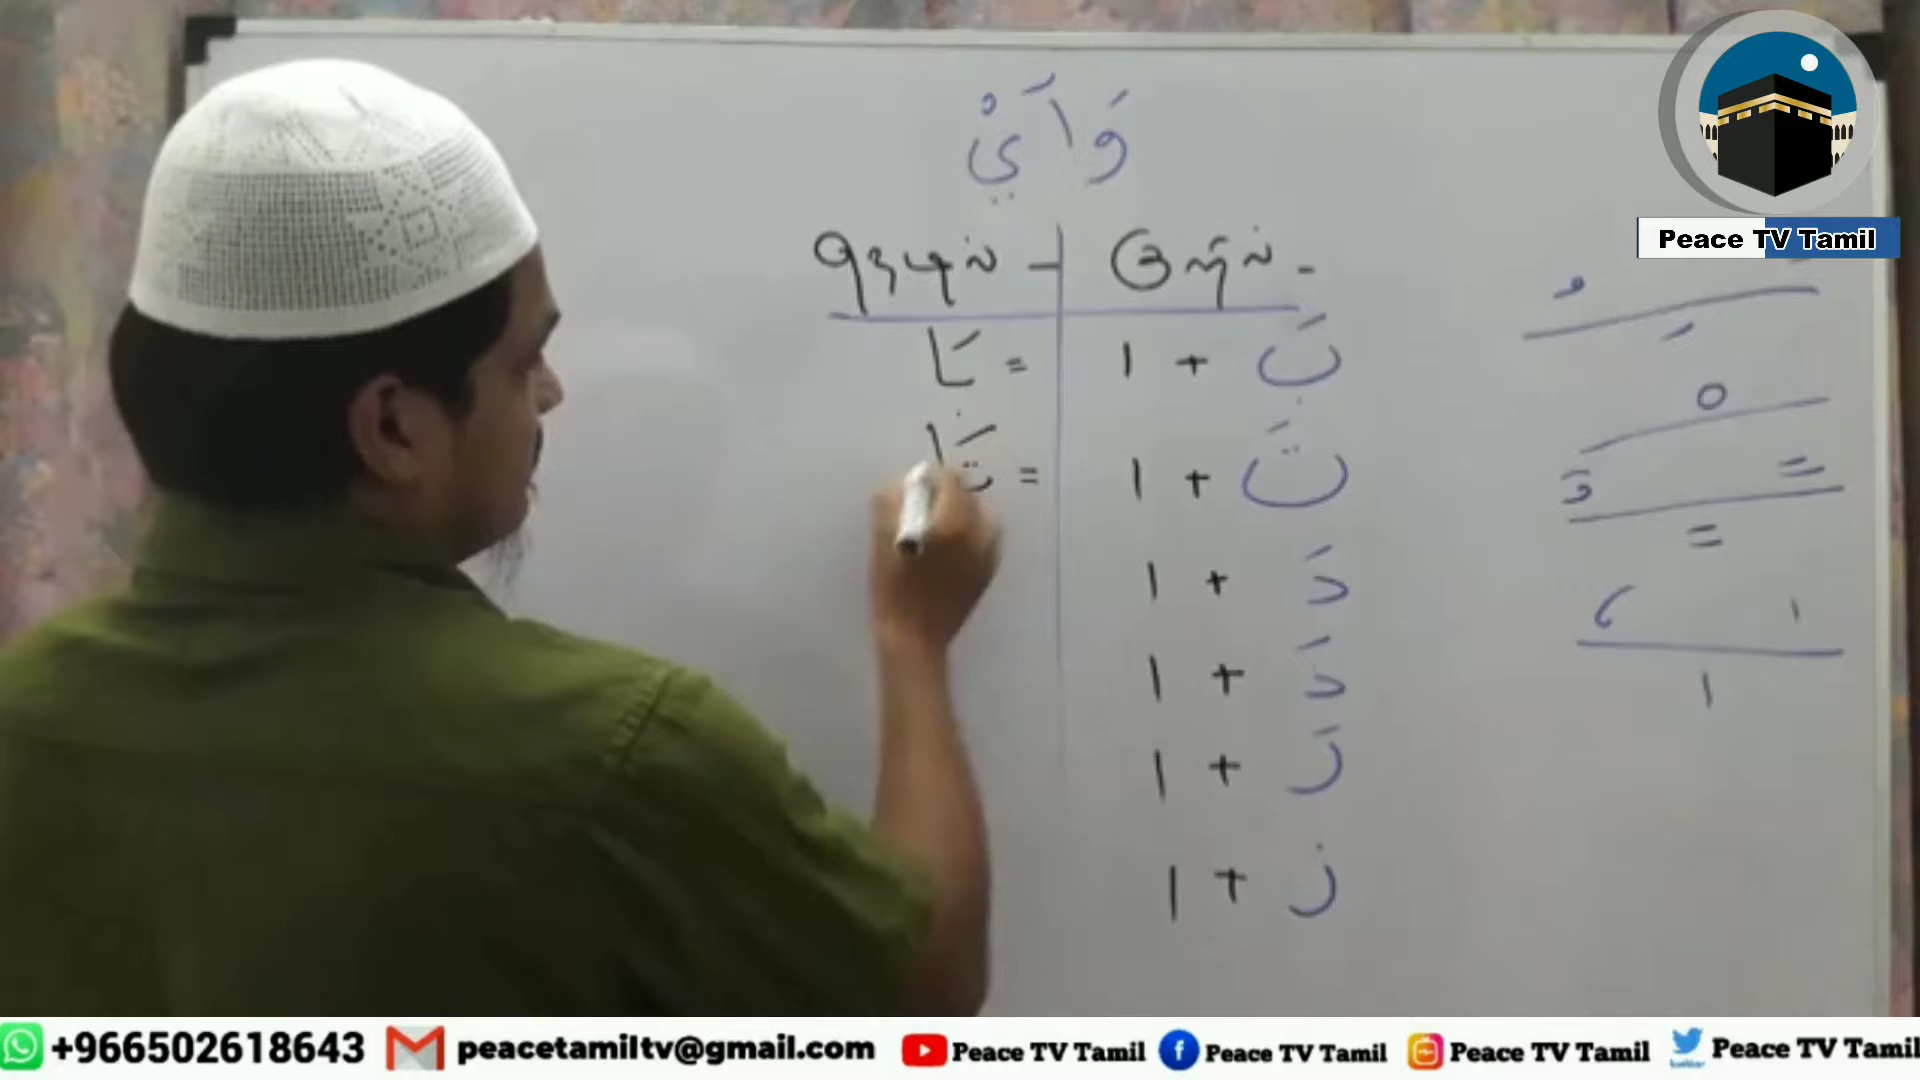 وَ اَ يْ
Peace TV Tamil
நெடில் – குறில் –
بَا = ا + بَ
تَا = ا + تَ
ا + دَ
ا + دَ
ا + رَ
ا + ز
+966502618643 peacetamiltv@gmail.com Peace TV Tamil Peace TV Tamil Peace TV Tamil Peace TV Tamil